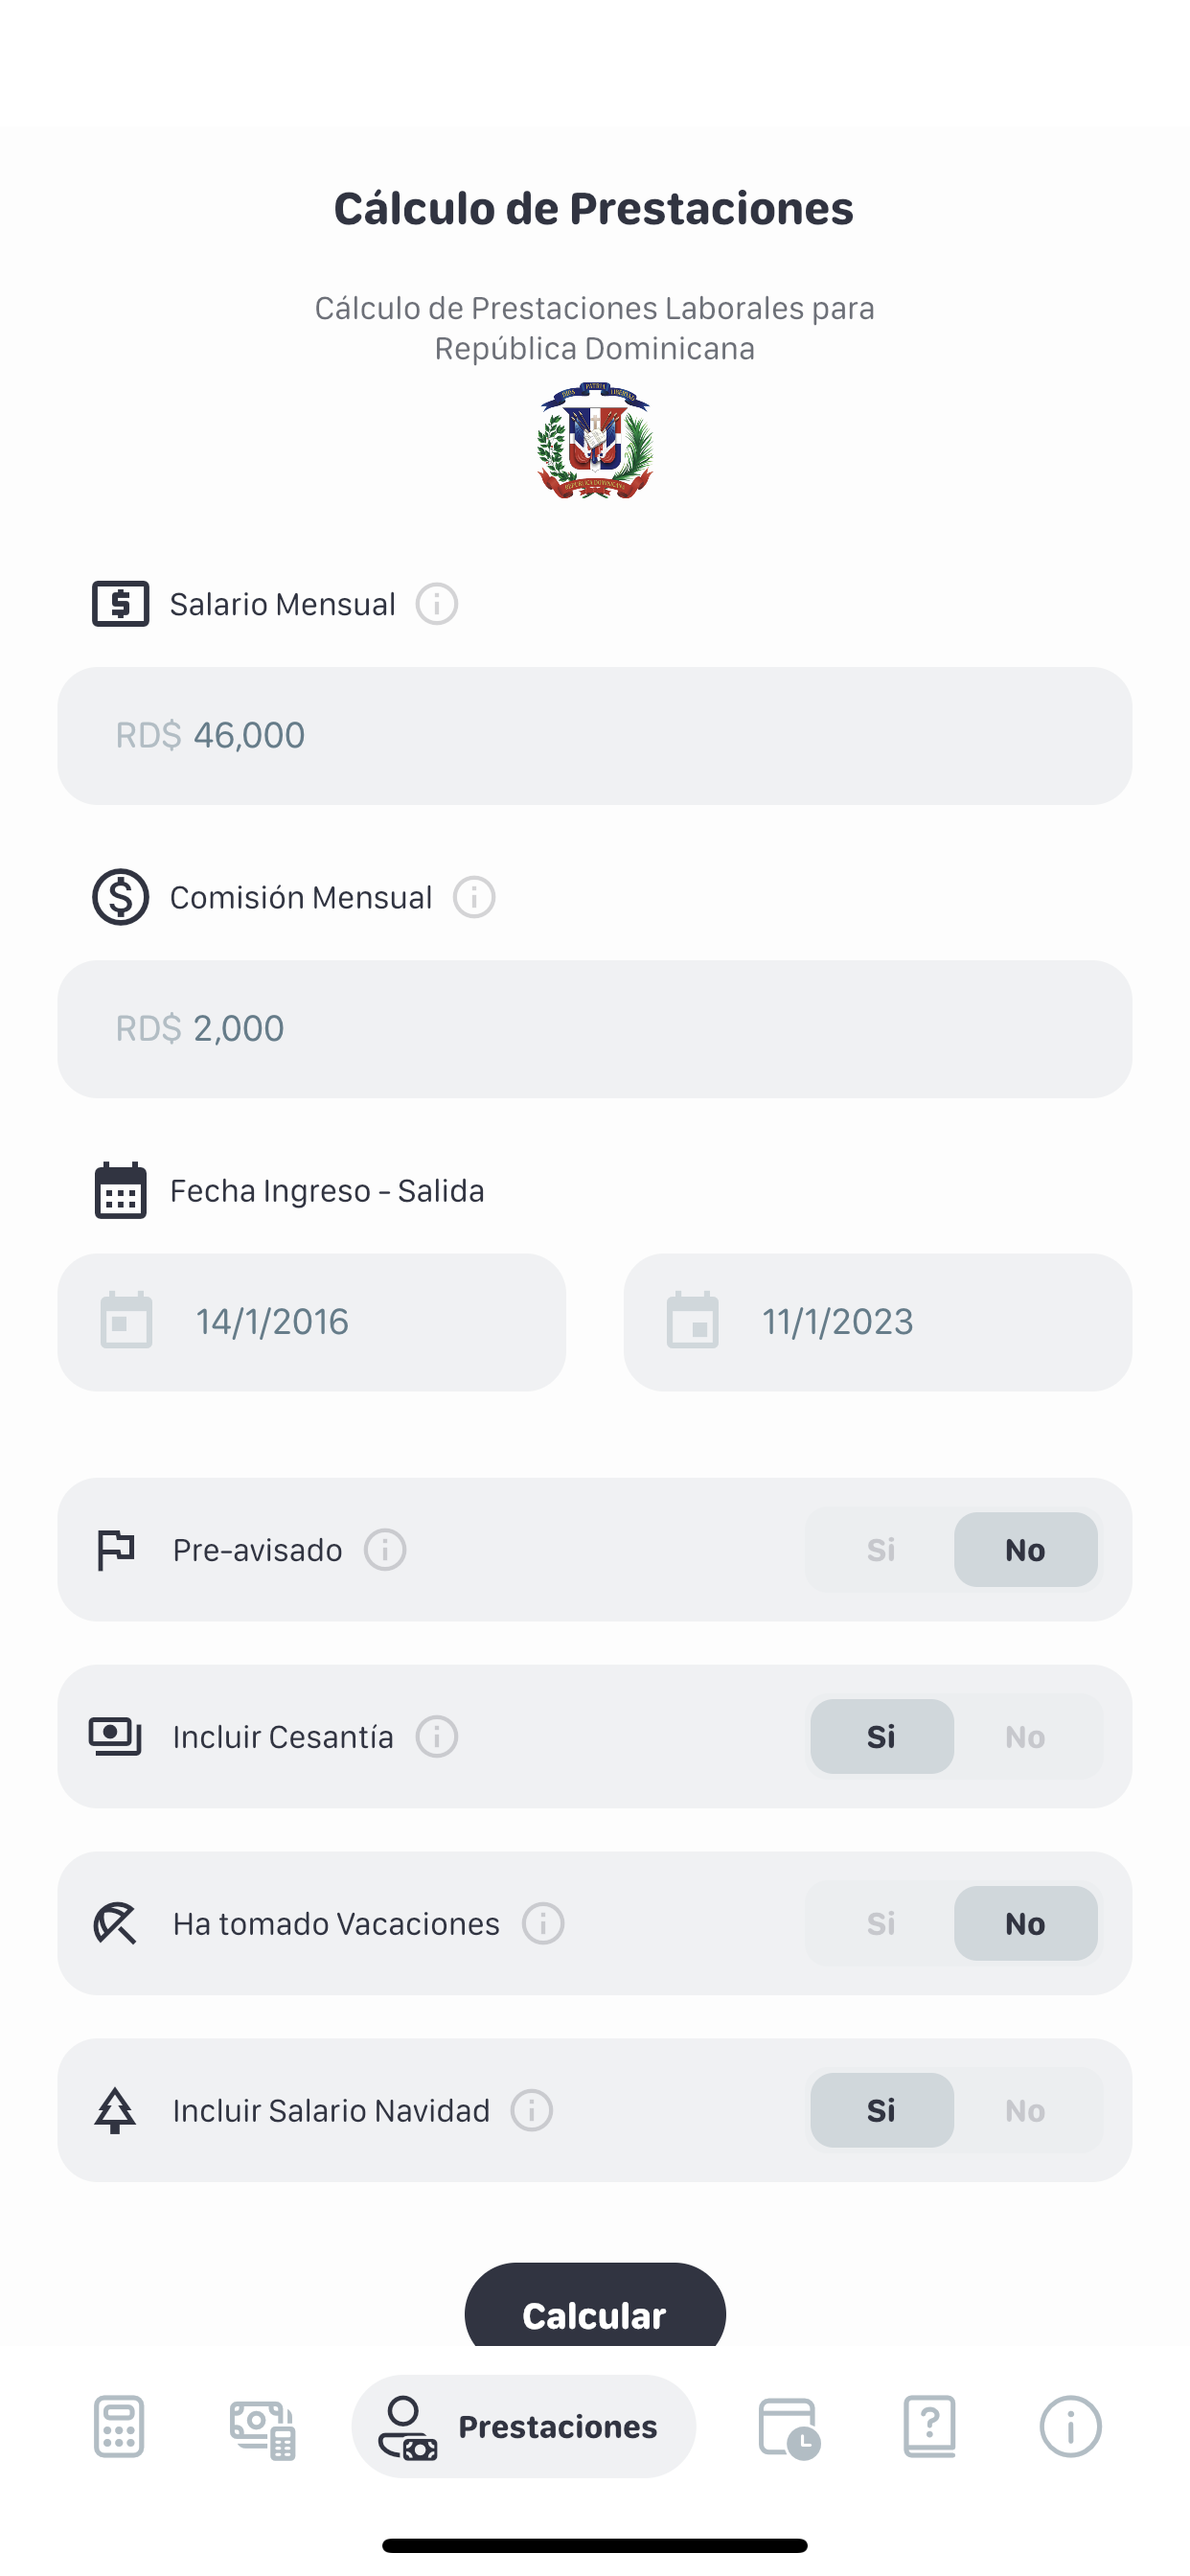 Cálculo de Prestaciones
Cálculo de Prestaciones Laborales para
República Dominicana
Salario Mensual
RD$ 46,000
Comisión Mensual
RD$ 2,000
Fecha Ingreso - Salida
14/1/2016
11/1/2023
Pre-avisado
Si
No
Incluir Cesantía
Si
No
Ha tomado Vacaciones
Si
No
Incluir Salario Navidad
Si
No
Calcular
Prestaciones